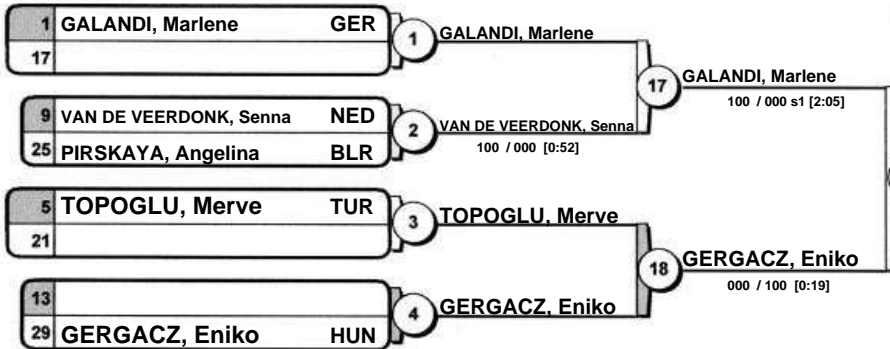 1 GALANDI, Marlene GER
17
1
GALANDI, Marlene
9 VAN DE VEERDONK, Senna NED
25 PIRSKAYA, Angelina BLR
2
VAN DE VEERDONK, Senna
100 / 000 [0:52]
17
GALANDI, Marlene
100 / 000 s1 [2:05]
5 TOPOGLU, Merve TUR
21
3
TOPOGLU, Merve
13
29 GERGACZ, Eniko HUN
4
GERGACZ, Eniko
18
GERGACZ, Eniko
000 / 100 [0:19]